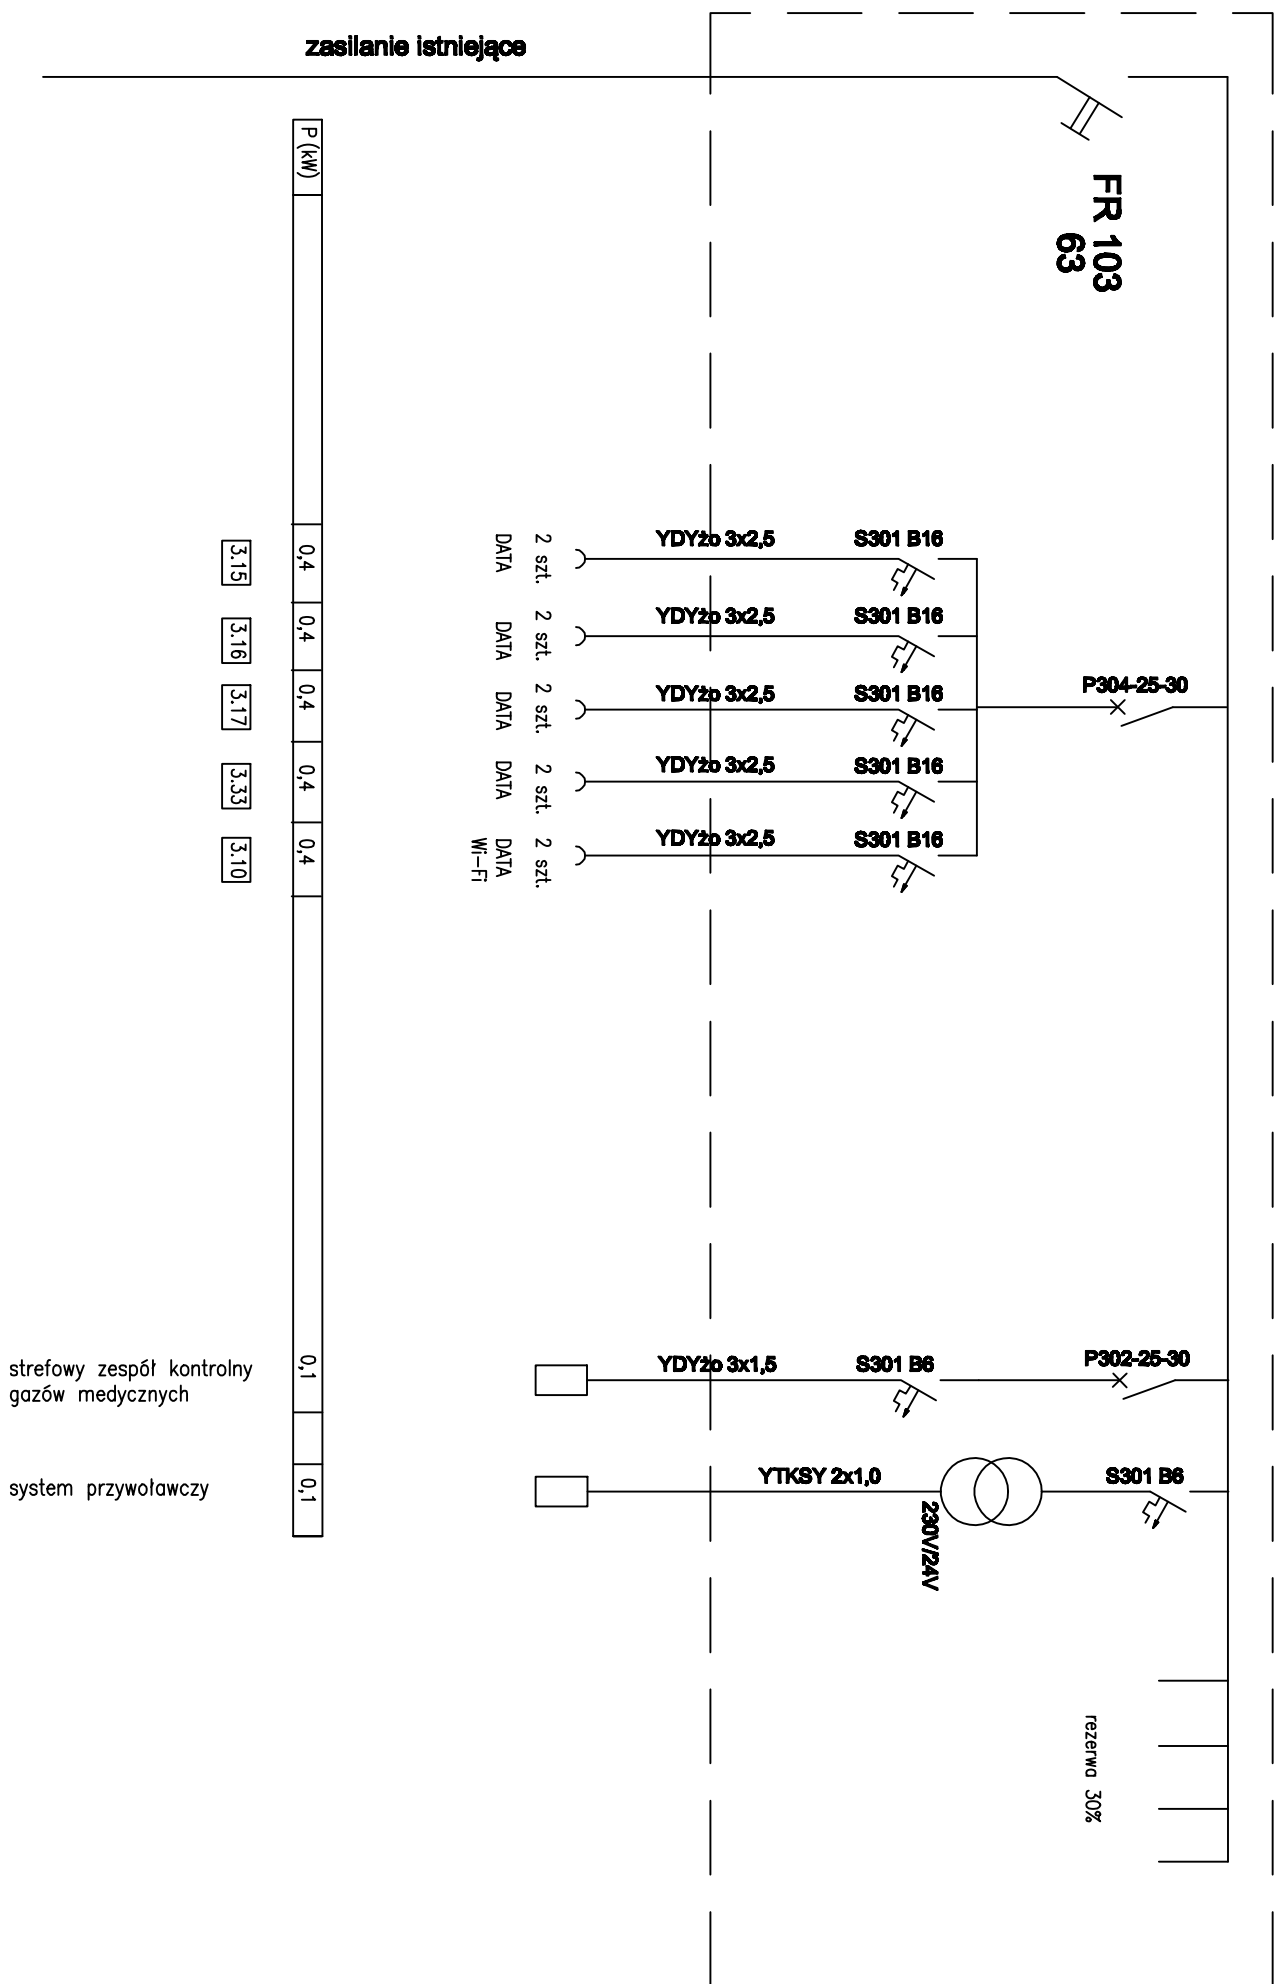 zasilanie istniejące
FR 103
63
P(kW)
S301 B16
YDYżo 3x2,5
2 szt.
DATA
0,4
3.15
S301 B16
YDYżo 3x2,5
2 szt.
DATA
0,4
3.16
P304-25-30
S301 B16
YDYżo 3x2,5
2 szt.
DATA
0,4
3.17
S301 B16
YDYżo 3x2,5
2 szt.
DATA
0,4
3.33
S301 B16
YDYżo 3x2,5
2 szt.
DATA
Wi-Fi
0,4
3.10
P302-25-30
S301 B6
YDYżo 3x1,5
0,1
strefowy zespół kontrolny
gazów medycznych
S301 B6
230V/24V
YTKSY 2x1,0
0,1
system przywoławczy
rezerwa 30%